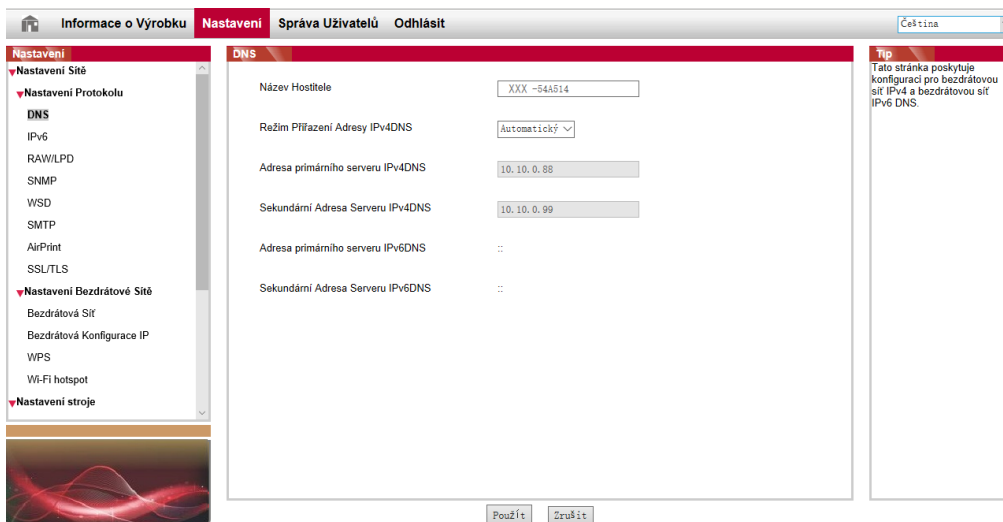 Informace o Výrobku Nastavení Správa Uživatelů Odhlásit Čeština
Nastavení
Nastavení Sítě
Nastavení Protokolu
DNS
IPv6
RAW/LPD
SNMP
WSD
SMTP
AirPrint
SSL/TLS
Nastavení Bezdrátové Sítě
Bezdrátová Síť
Bezdrátová Konfigurace IP
WPS
Wi-Fi hotspot
Nastavení stroje
DNS
Název Hostitele XXX -54A514
Režim Přiřazení Adresy IPv4DNS Automatický
Adresa primárního serveru IPv4DNS 10.10.0.88
Sekundární Adresa Serveru IPv4DNS 10.10.0.99
Adresa primárního serveru IPv6DNS ::
Sekundární Adresa Serveru IPv6DNS ::
Použít Zrušit
Tip
Tato stránka poskytuje
konfiguraci pro bezdrátovou
síť IPv4 a bezdrátovou síť
IPv6 DNS.